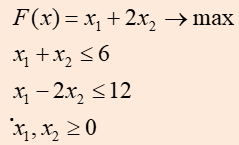 F(x) = x₁ + 2x₂ → max
x₁ + x₂ ≤ 6
x₁ − 2x₂ ≤ 12
x₁, x₂ ≥ 0